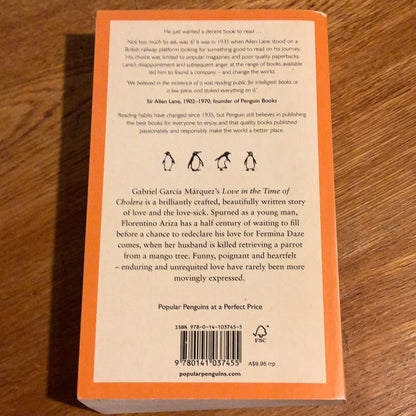 He just wanted a decent book to read ...
Not too much to ask, was it? It was in 1935 when Allen Lane stood on a
British railway platform looking for something good to read on his journey.
His choice was limited to popular magazines and poor quality paperbacks.
Lane's disappointment and subsequent anger at the range of books available
led him to found a company – and change the world.
'We believed in the existence of a vast reading public for intelligent books at
a low price, and staked everything on it.'
Sir Allen Lane, 1902–1970, founder of Penguin Books
Reading habits have changed since 1935, but Penguin still believes in publishing
the best books for everyone to enjoy, and that quality books published
passionately and responsibly make the world a better place.
Gabriel García Márquez's Love in the Time of
Cholera is a brilliantly crafted, beautifully written story
of love and the love-sick. Spurned as a young man,
Florentino Ariza has a half century of waiting to fill
before a chance to redeclare his love for Fermina Daze
comes, when her husband is killed retrieving a parrot
from a mango tree. Funny, poignant and heartfelt
– enduring and unrequited love have rarely been more
movingly expressed.
Popular Penguins at a Perfect Price
ISBN 978-0-14-103745-5
9 780141 037455
FSC
A$9.95 rrp
popularpenguins.com